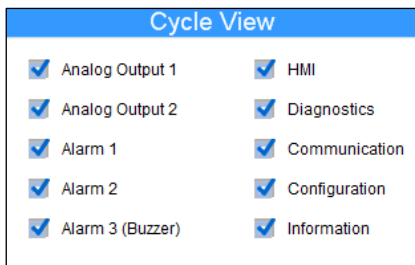 Cycle View
Analog Output 1
HMI
Analog Output 2
Diagnostics
Alarm 1
Communication
Alarm 2
Configuration
Alarm 3 (Buzzer)
Information